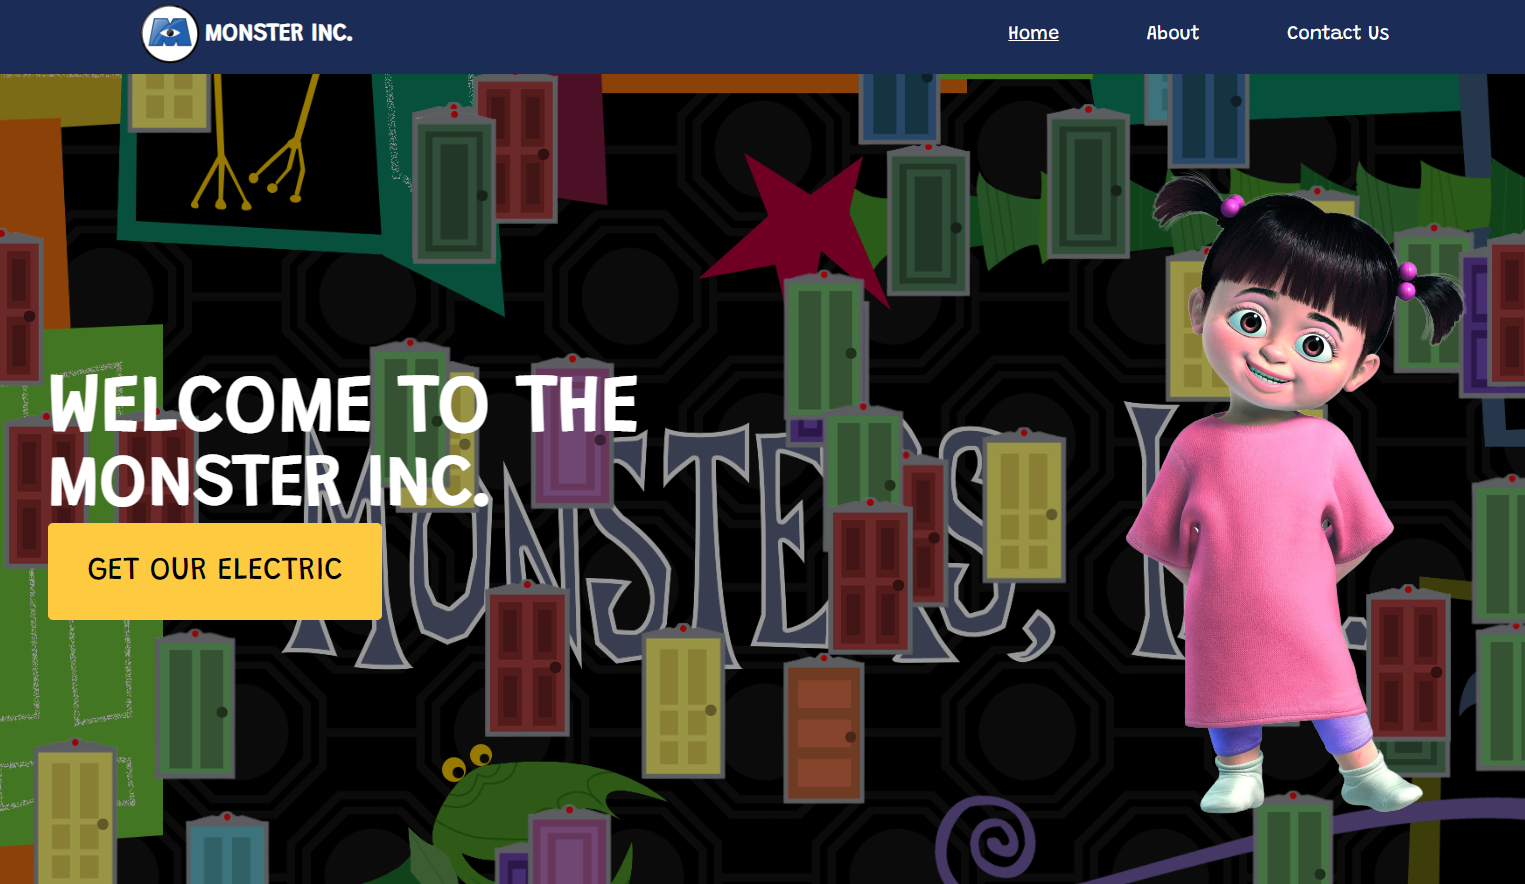 MONSTER INC.
Home
About
Contact Us
WELCOME TO THE
MONSTER INC.
GET OUR ELECTRIC
MONSTERS, I